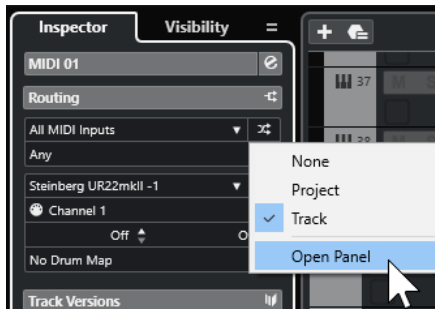 Inspector Visibility
MIDI 01
Routing
37
All MIDI Inputs
Any
None
Steinberg UR22mkII -1
Project
Channel 1
Track
Off
No Drum Map
Open Panel
Track Versions